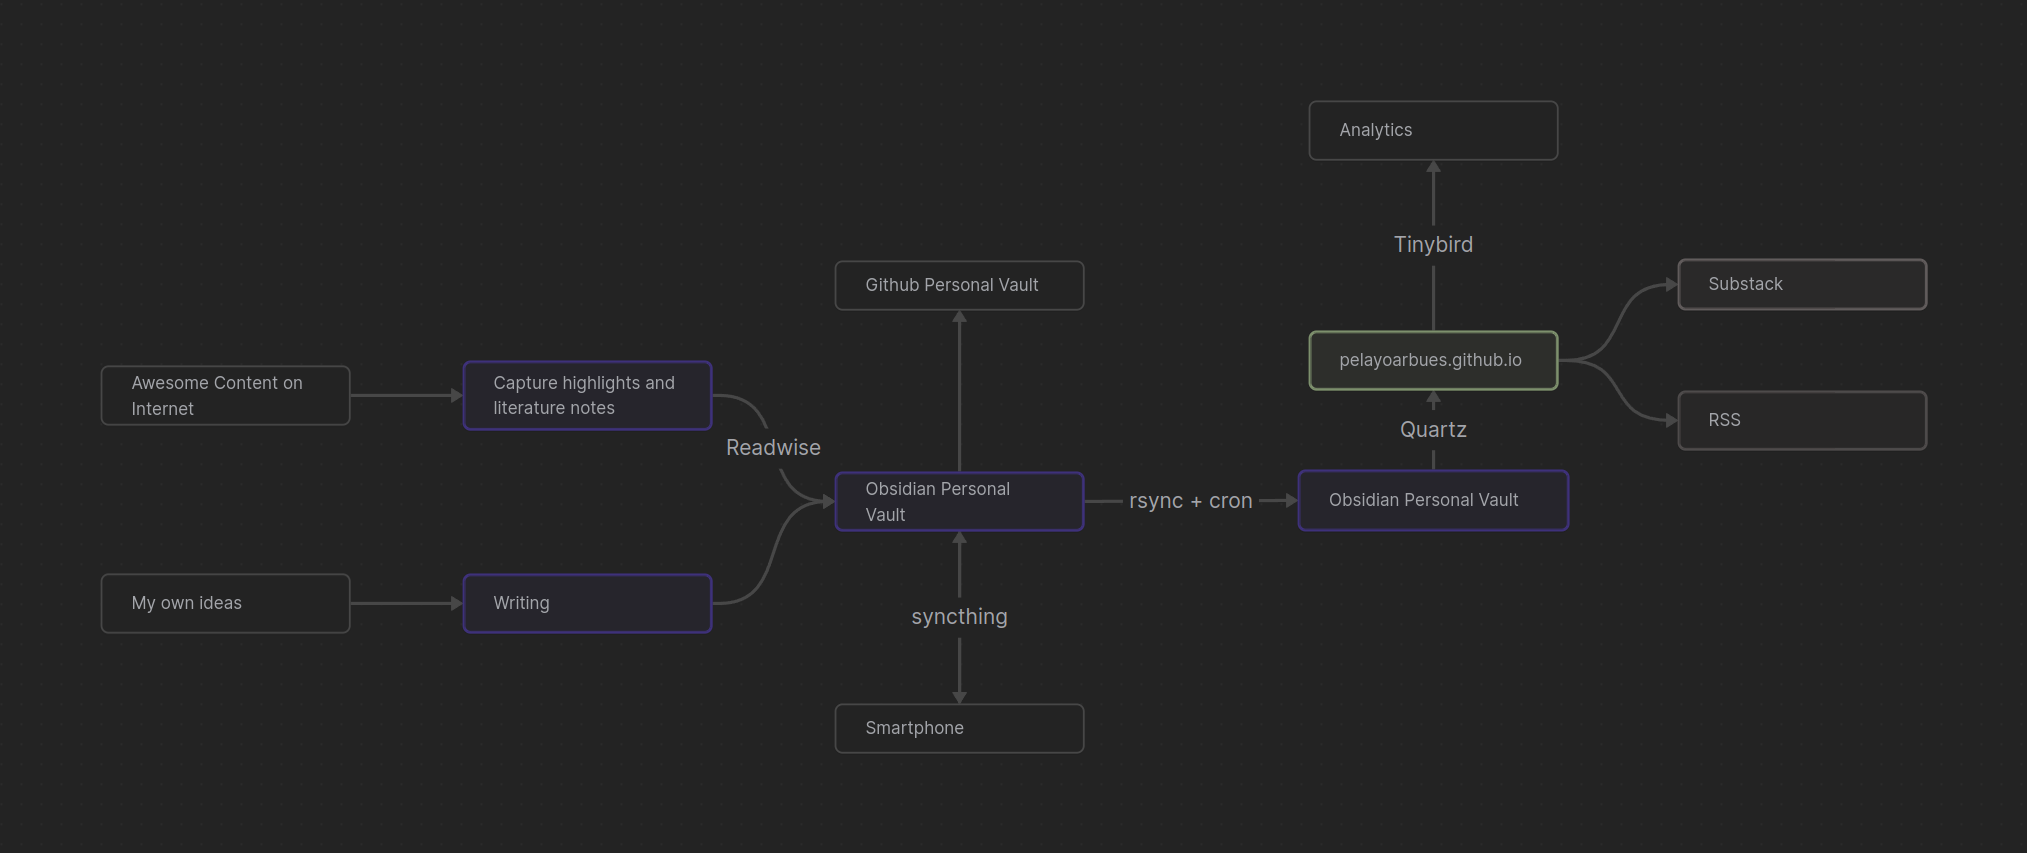 Analytics
Tinybird
Github Personal Vault
Substack
pelayoarbues.github.io
Awesome Content on
Internet
Capture highlights and
literature notes
RSS
Quartz
Readwise
Obsidian Personal
Vault
rsync + cron
Obsidian Personal Vault
My own ideas
Writing
syncthing
Smartphone